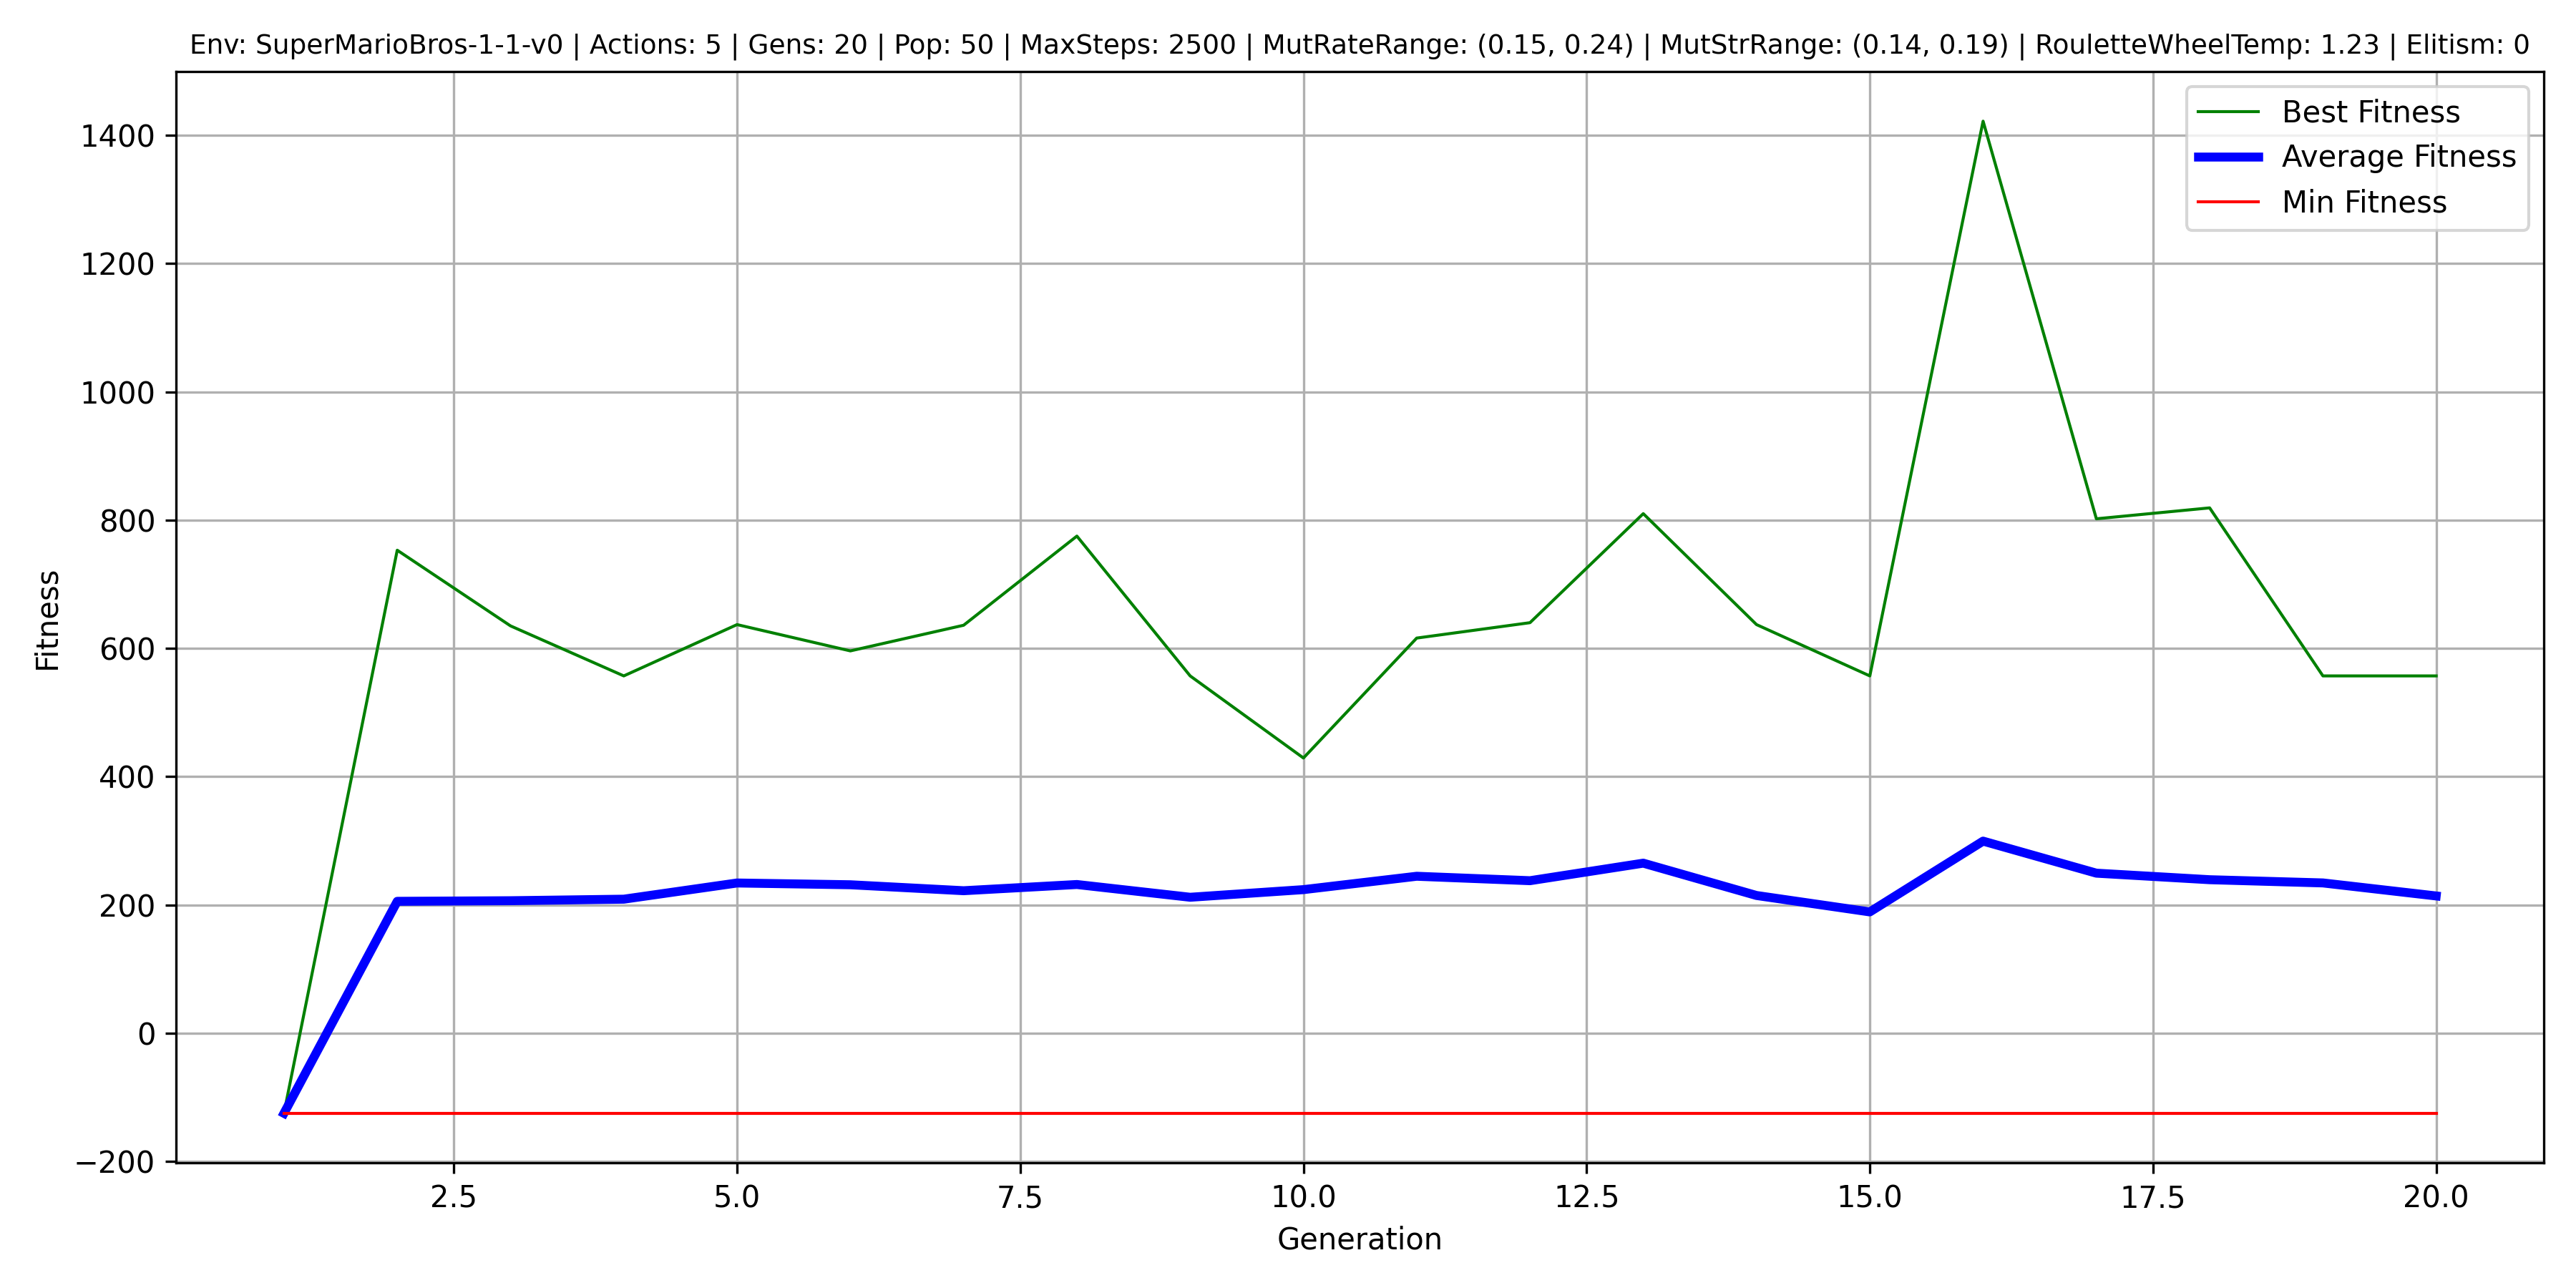 Env: SuperMarioBros-1-1-v0 | Actions: 5 | Gens: 20 | Pop: 50 | MaxSteps: 2500 | MutRateRange: (0.15, 0.24) | MutStrRange: (0.14, 0.19) | RouletteWheelTemp: 1.23 | Elitism: 0
Best Fitness
Average Fitness
Min Fitness
Fitness
1400
1200
1000
800
600
400
200
0
−200
2.5 5.0 7.5 10.0 12.5 15.0 17.5 20.0
Generation